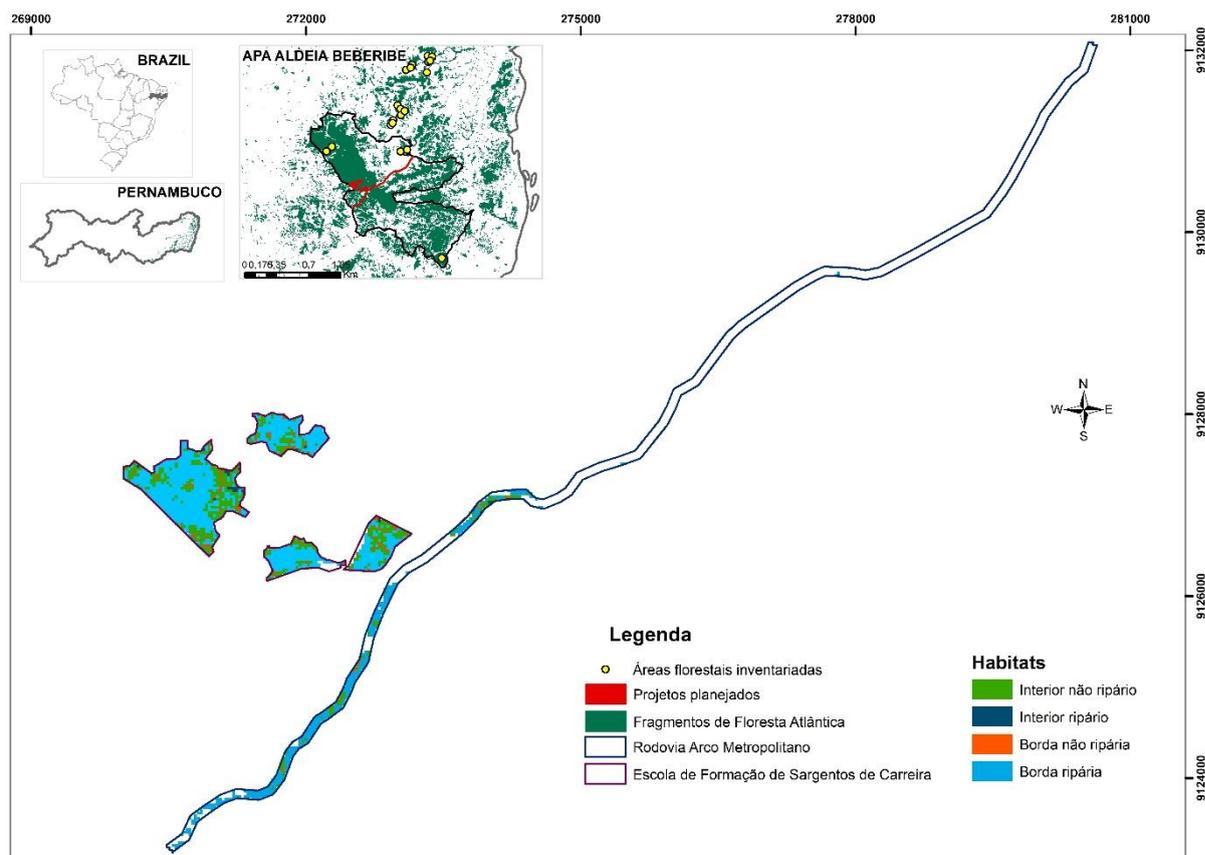 269000 272000 275000 278000 281000
BRAZIL
APA ALDEIA BEBERIBE
PERNAMBUCO
Km
9132000
9130000
N
W E
S
9128000
9126000
9124000
Legenda
Áreas florestais inventariadas
Projetos planejados
Fragmentos de Floresta Atlântica
Rodovia Arco Metropolitano
Escola de Formação de Sargentos de Carreira
Habitats
Interior não ripário
Interior ripário
Borda não ripária
Borda ripária